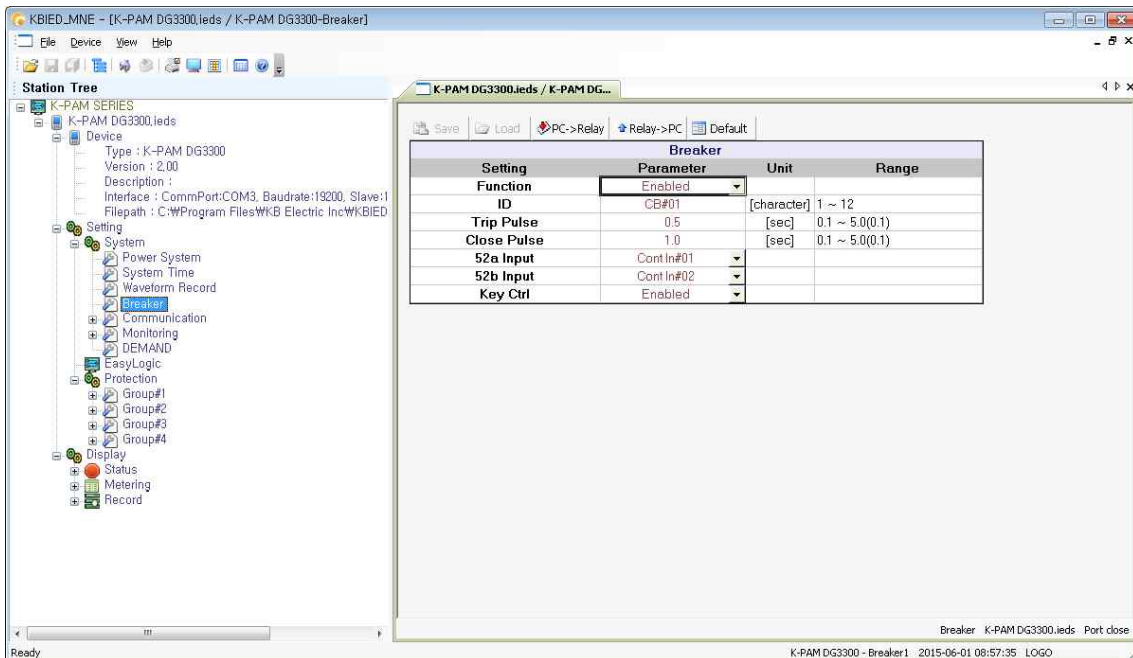 KBIED_MNE - [K-PAM DG3300.ieds / K-PAM DG3300-Breaker]
File Device View Help
Station Tree
K-PAM SERIES
K-PAM DG3300.ieds
Device
Type : K-PAM DG3300
Version : 2.00
Description :
Interface : CommPort:COM3, Baudrate:19200, Slave:1
Filepath : C:₩Program Files₩KB Electric Inc₩KBIED
Setting
System
Power System
System Time
Waveform Record
Breaker
Communication
Monitoring
DEMAND
EasyLogic
Protection
Group#1
Group#2
Group#3
Group#4
Display
Status
Metering
Record
K-PAM DG3300.ieds / K-PAM DG...
Save Load PC->Relay Relay->PC Default
Breaker
Setting Parameter Unit Range
Function Enabled
ID CB#01 [character] 1 ~ 12
Trip Pulse 0.5 [sec] 0.1 ~ 5.0(0.1)
Close Pulse 1.0 [sec] 0.1 ~ 5.0(0.1)
52a Input Cont In#01
52b Input Cont In#02
Key Ctrl Enabled
Breaker K-PAM DG3300.ieds Port close
Ready K-PAM DG3300 - Breaker1 2015-06-01 08:57:35 LOGO